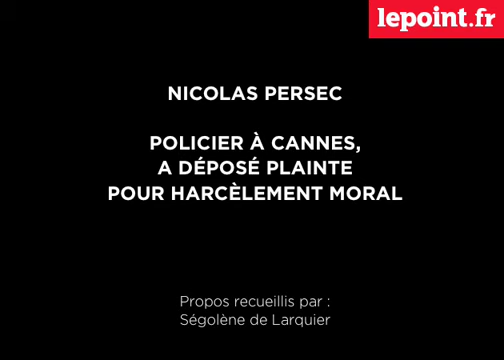 lepoint.fr
NICOLAS PERSEC
POLICIER À CANNES,
A DÉPOSÉ PLAINTE
POUR HARCÈLEMENT MORAL
Propos recueillis par :
Ségolène de Larquier